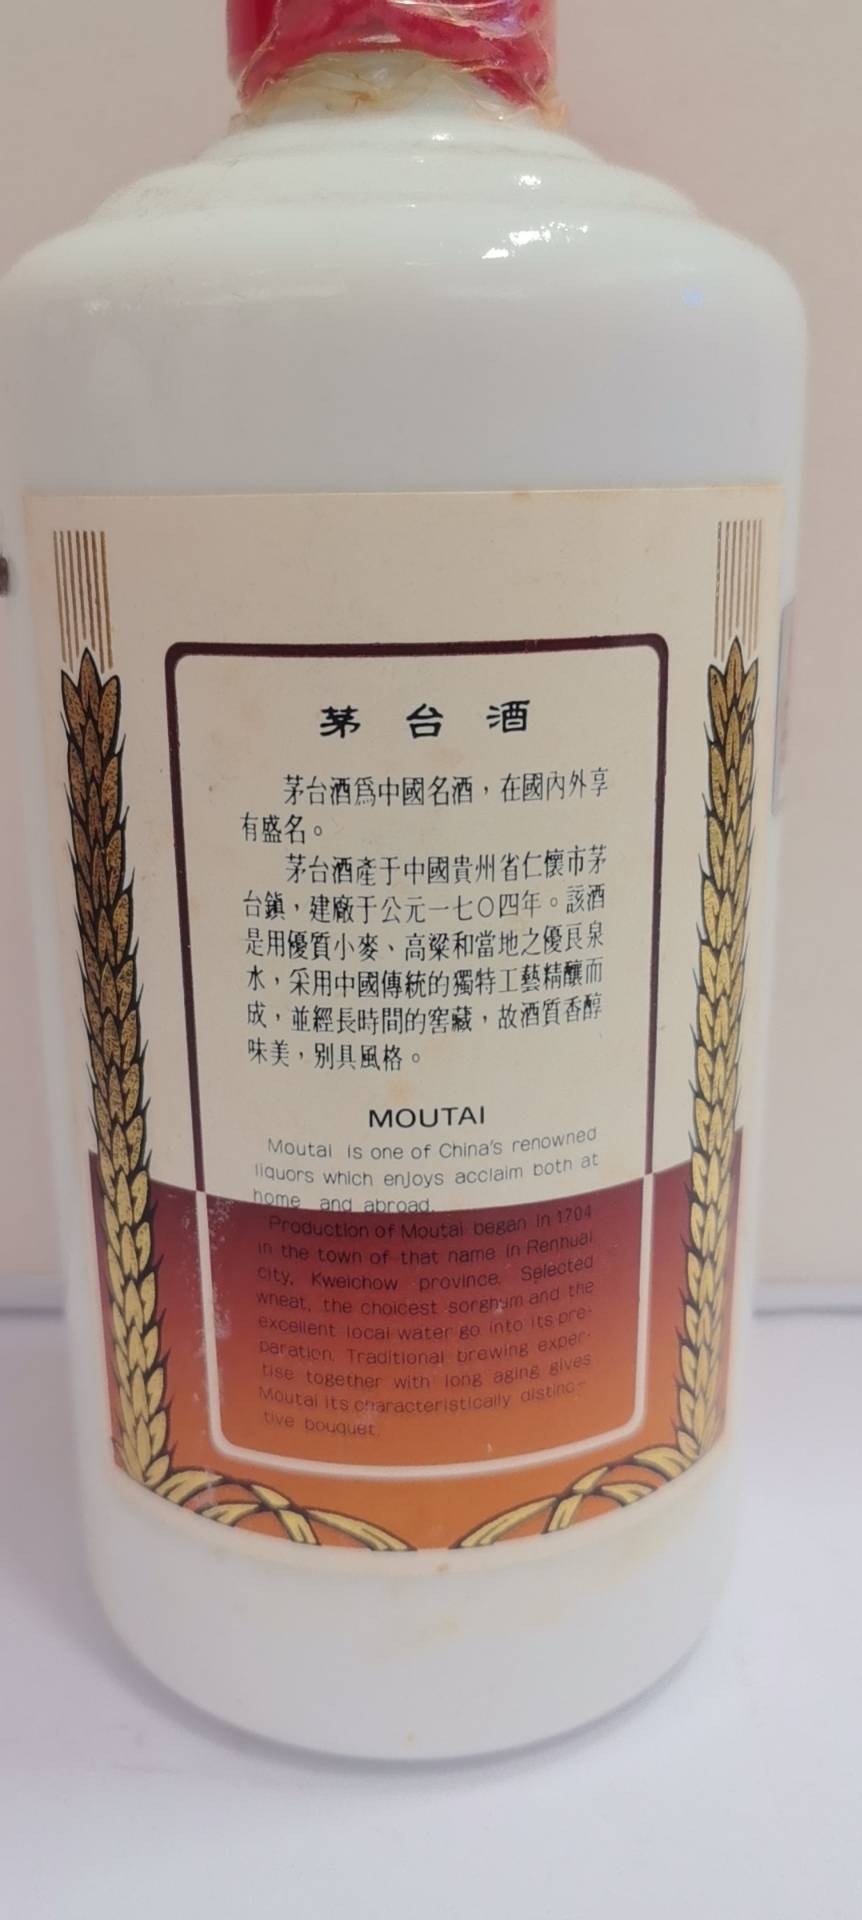 茅台酒
茅台酒爲中國名酒，在國內外享
有盛名。
茅台酒產于中國貴州省仁懷市茅
台鎮，建廠于公元一七〇四年。該酒
是用優質小麥、高粱和當地之優良泉
水，采用中國傳統的獨特工藝精釀而
成，並經長時間的窖藏，故酒質香醇
味美，别具風格。
MOUTAI
Moutai is one of China's renowned
liquors which enjoys acclaim both at
home and abroad.
Production of Moutai began in 1704
in the town of that name in Renhuai
city, Kweichow province. Selected
wheat, the choicest sorghum and the
excellent local water go into its pre-
paration. Traditional brewing exper-
tise together with long aging gives
Moutai its characteristically distinc-
tive bouquet.